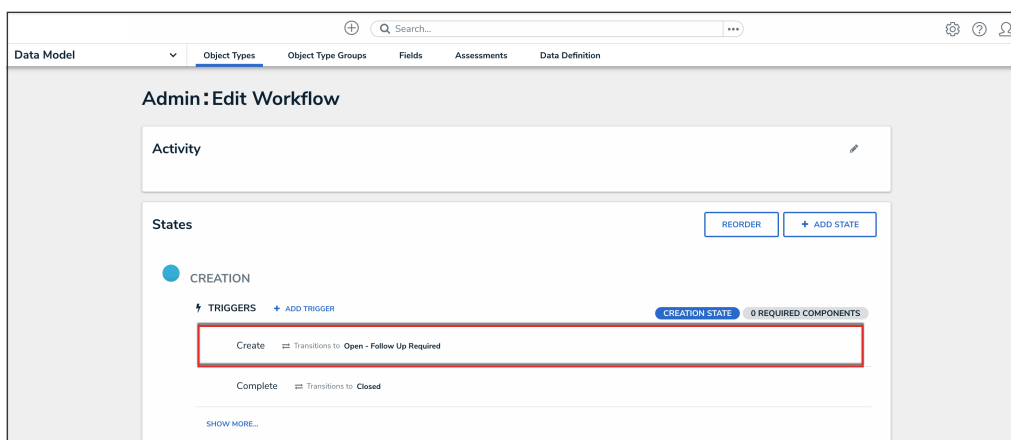 Search...
Data Model
Object Types Object Type Groups Fields Assessments Data Definition
Admin:Edit Workflow
Activity
States
REORDER + ADD STATE
CREATION
TRIGGERS + ADD TRIGGER
CREATION STATE 0 REQUIRED COMPONENTS
Create Transitions to Open - Follow Up Required
Complete Transitions to Closed
SHOW MORE...